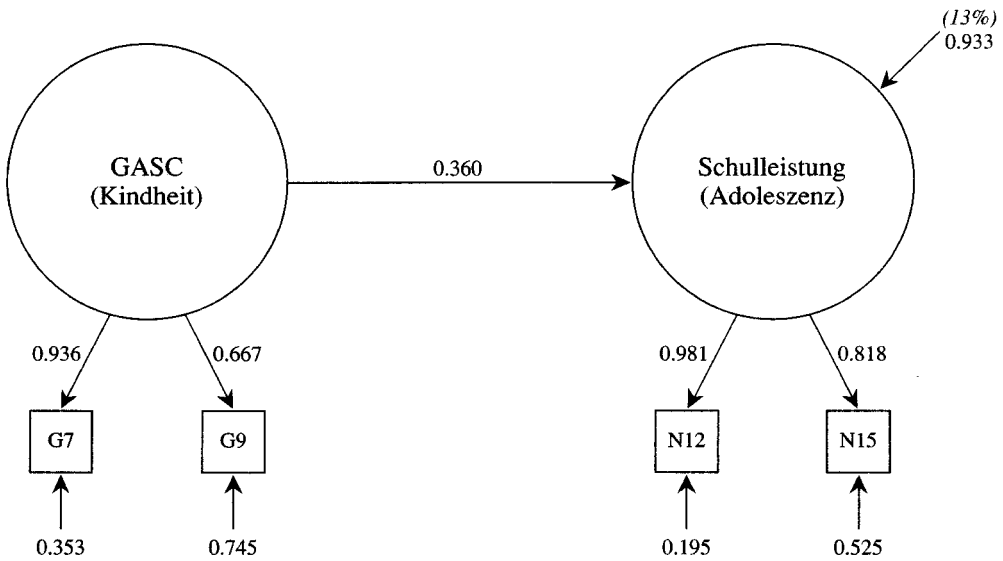 (13%)
0.933
GASC
(Kindheit)
0.360
Schulleistung
(Adoleszenz)
0.936
0.667
0.981
0.818
G7
G9
N12
N15
0.353
0.745
0.195
0.525